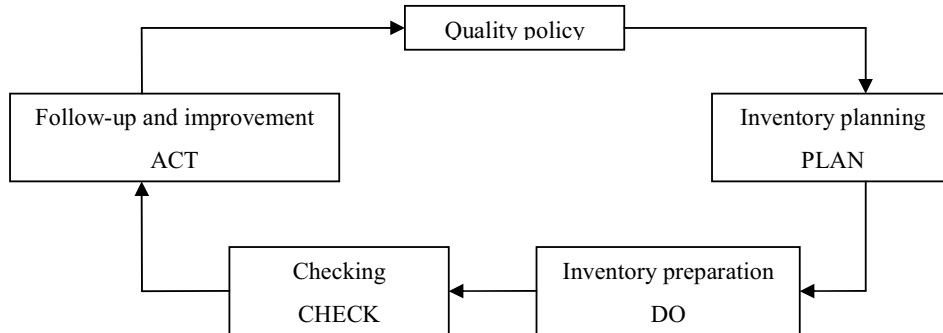 Quality policy
Follow-up and improvement
ACT
Inventory planning
PLAN
Checking
CHECK
Inventory preparation
DO